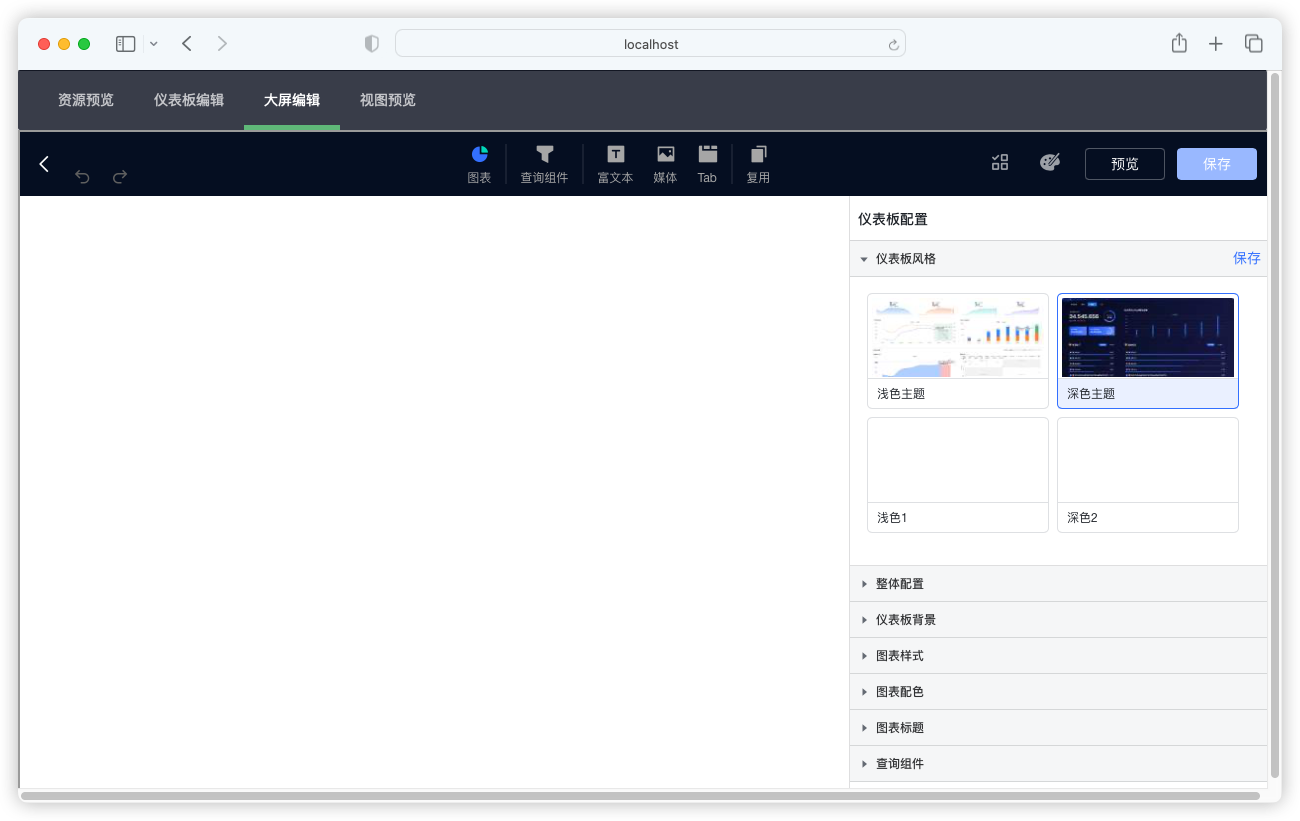 localhost
资源预览
仪表板编辑
大屏编辑
视图预览
图表
查询组件
富文本
媒体
Tab
复用
预览
保存
仪表板配置
仪表板风格
保存
34,545,658
浅色主题
深色主题
浅色1
深色2
整体配置
仪表板背景
图表样式
图表配色
图表标题
查询组件